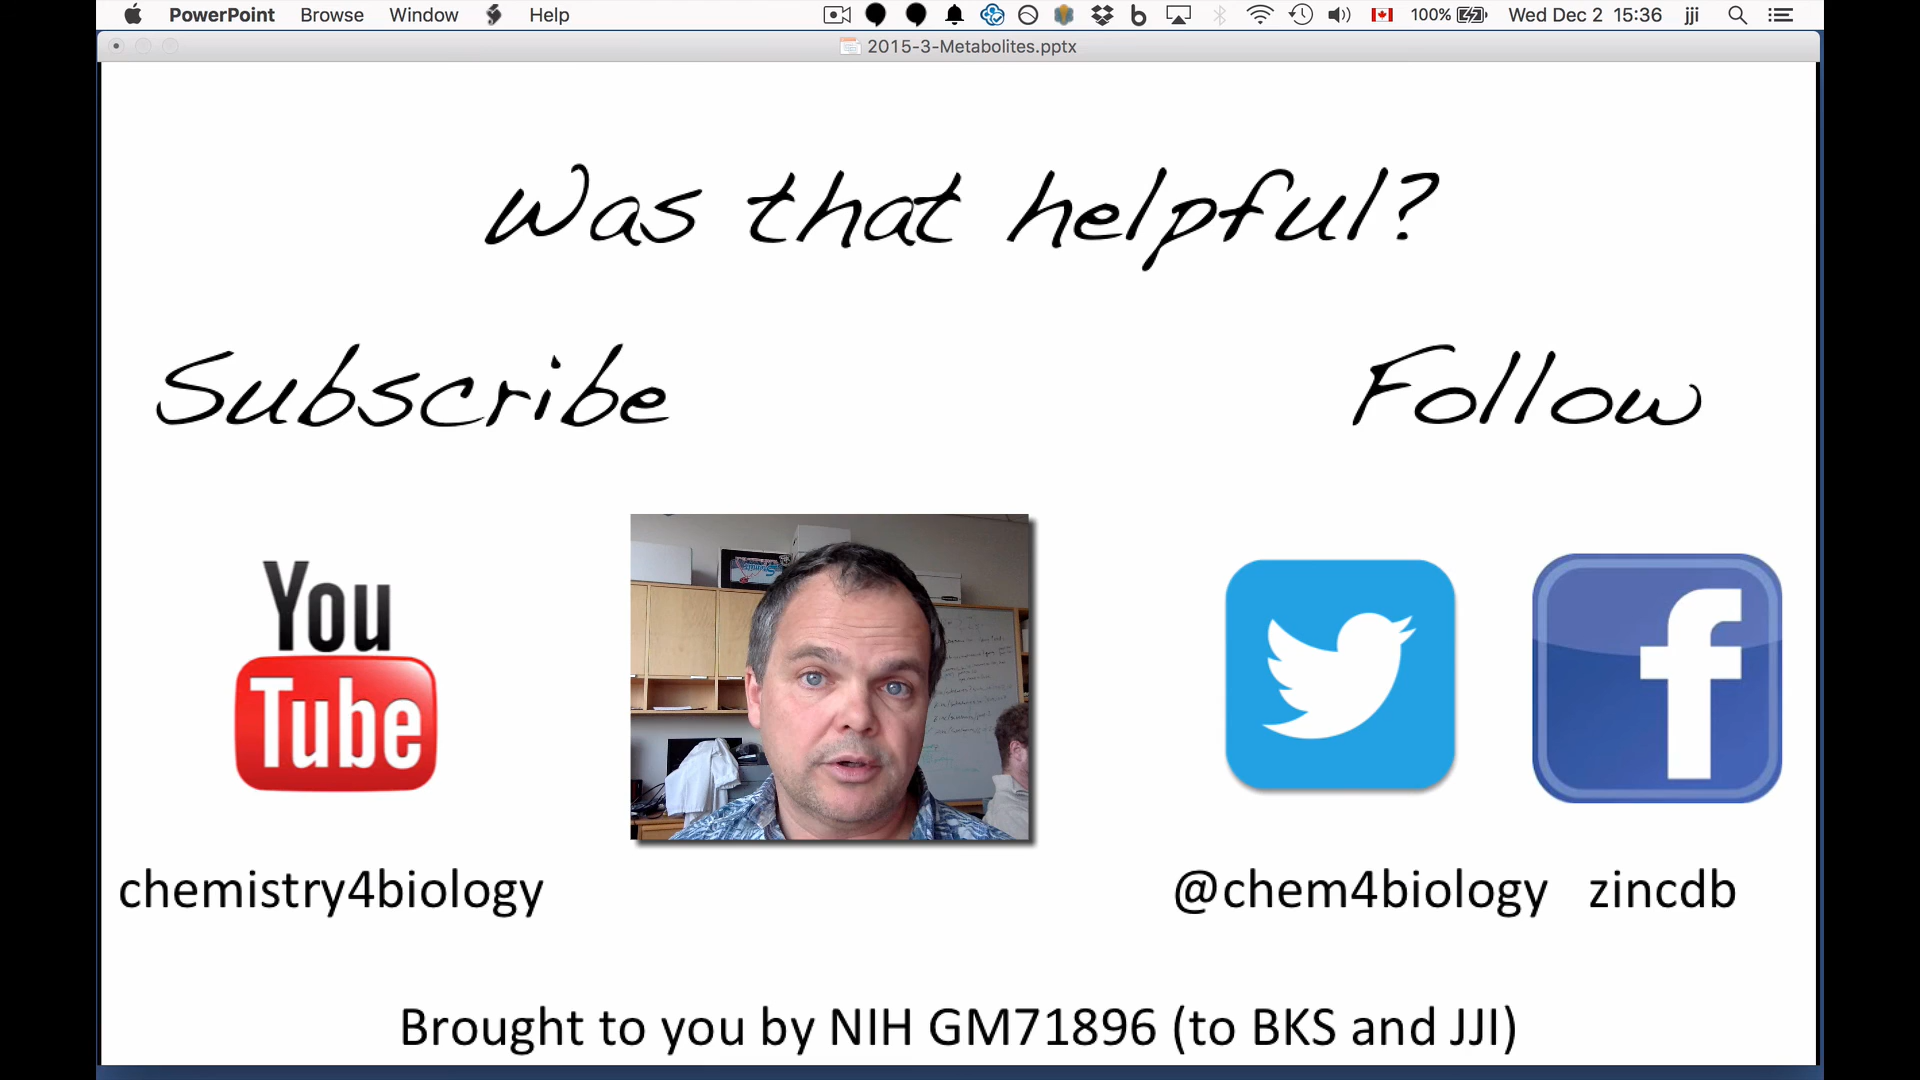 PowerPoint Browse Window Help 100% Wed Dec 2 15:36 jji
2015-3-Metabolites.pptx
Was that helpful?
Subscribe Follow
You
Tube
chemistry4biology @chem4biology zincdb
Brought to you by NIH GM71896 (to BKS and JJI)